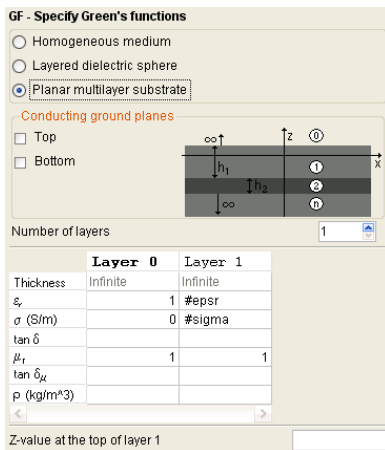 GF - Specify Green's functions
Homogeneous medium
Layered dielectric sphere
Planar multilayer substrate
Conducting ground planes
Top
Bottom
∞ z 0
x
h₁ 1
h₂ 2
∞ n
Number of layers 1
Layer 0 Layer 1
Thickness Infinite Infinite
εᵣ 1 #epsr
σ (S/m) 0 #sigma
tan δ
μᵣ 1 1
tan δμ
ρ (kg/m^3)
Z-value at the top of layer 1